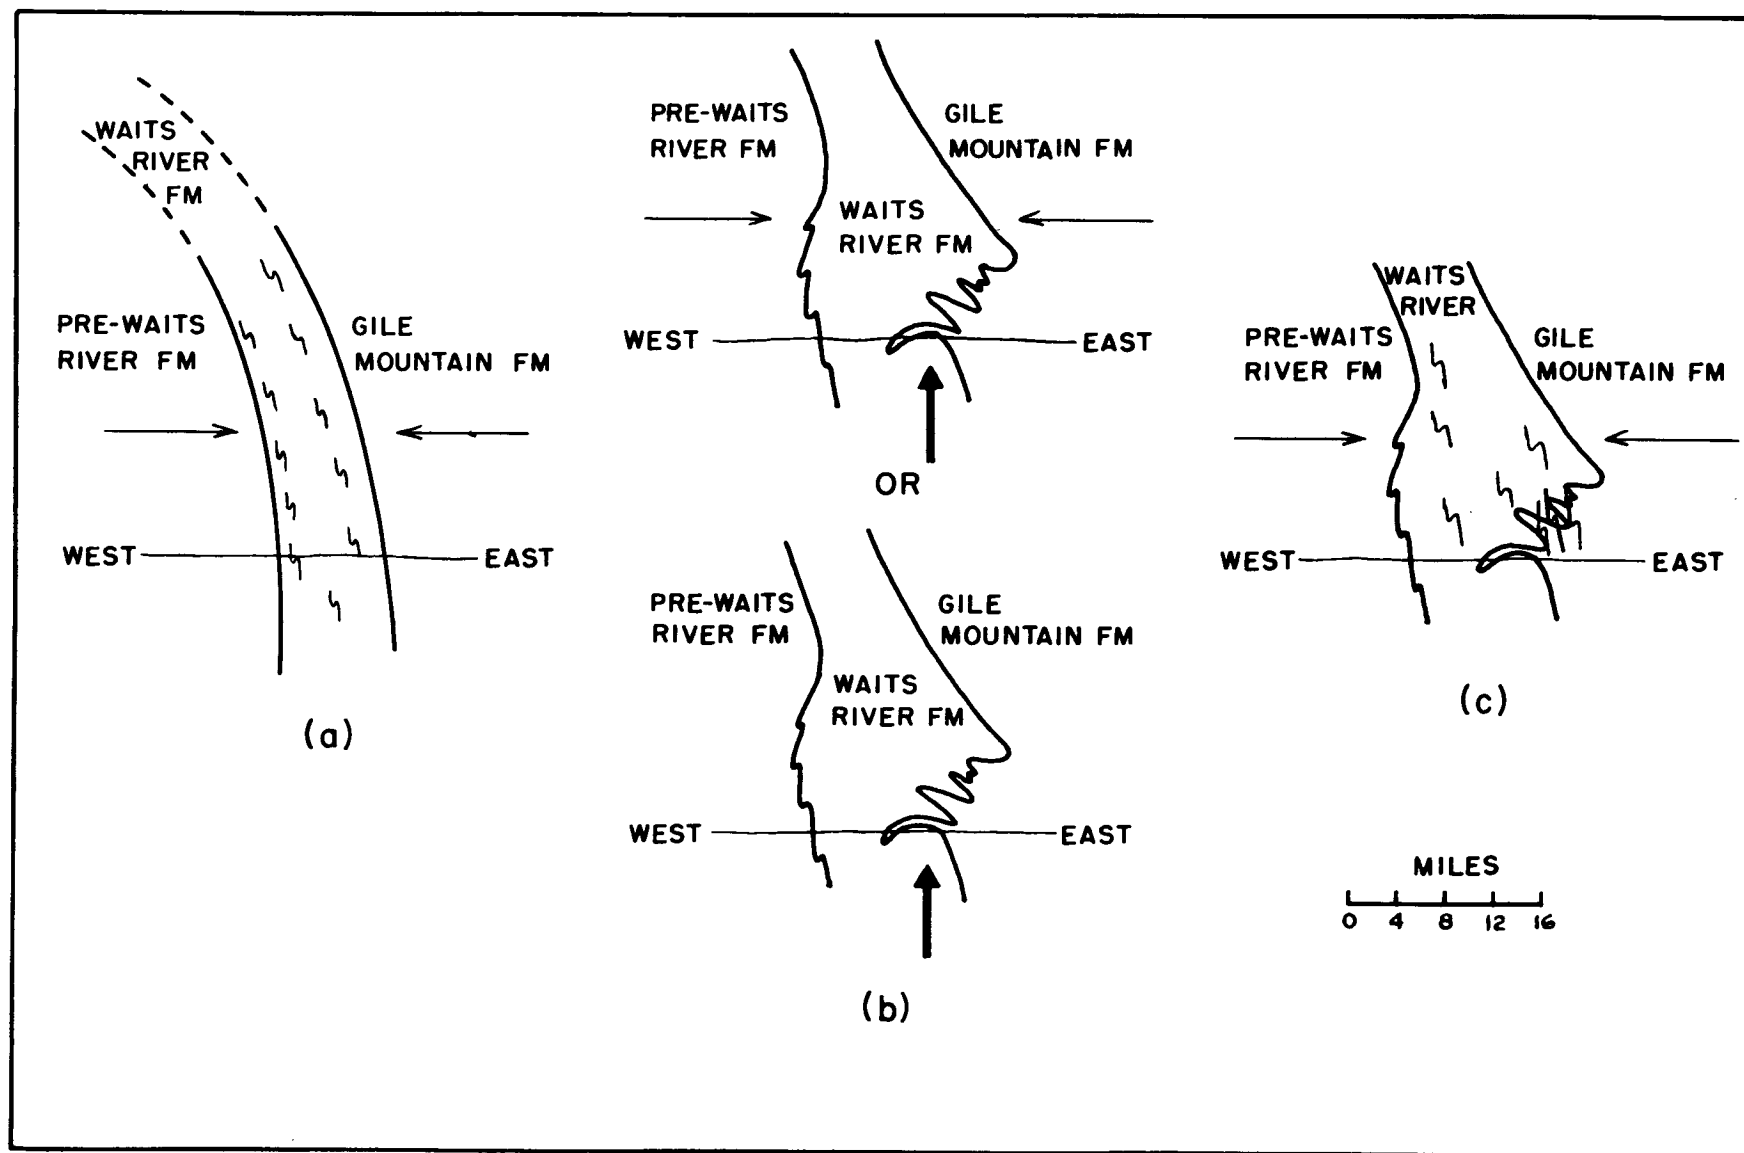 WAITS
RIVER
FM
PRE-WAITS
RIVER FM
GILE
MOUNTAIN FM
WEST
EAST
(a)
PRE-WAITS
RIVER FM
GILE
MOUNTAIN FM
WAITS
RIVER FM
WEST
EAST
OR
PRE-WAITS
RIVER FM
GILE
MOUNTAIN FM
WAITS
RIVER FM
WEST
EAST
(b)
WAITS
RIVER
PRE-WAITS
RIVER FM
GILE
MOUNTAIN FM
WEST
EAST
(c)
MILES
0 4 8 12 16